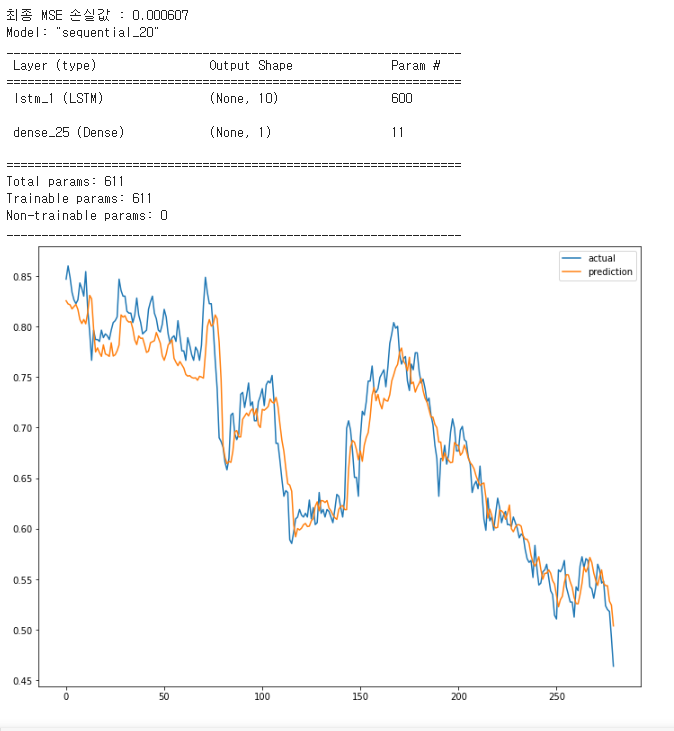 최종 MSE 손실값 : 0.000607
Model: "sequential_20"
_________________________________________________________________
Layer (type) Output Shape Param #
=================================================================
lstm_1 (LSTM) (None, 10) 600
dense_25 (Dense) (None, 1) 11
=================================================================
Total params: 611
Trainable params: 611
Non-trainable params: 0
_________________________________________________________________
actual
prediction
0.85
0.80
0.75
0.70
0.65
0.60
0.55
0.50
0.45
0 50 100 150 200 250